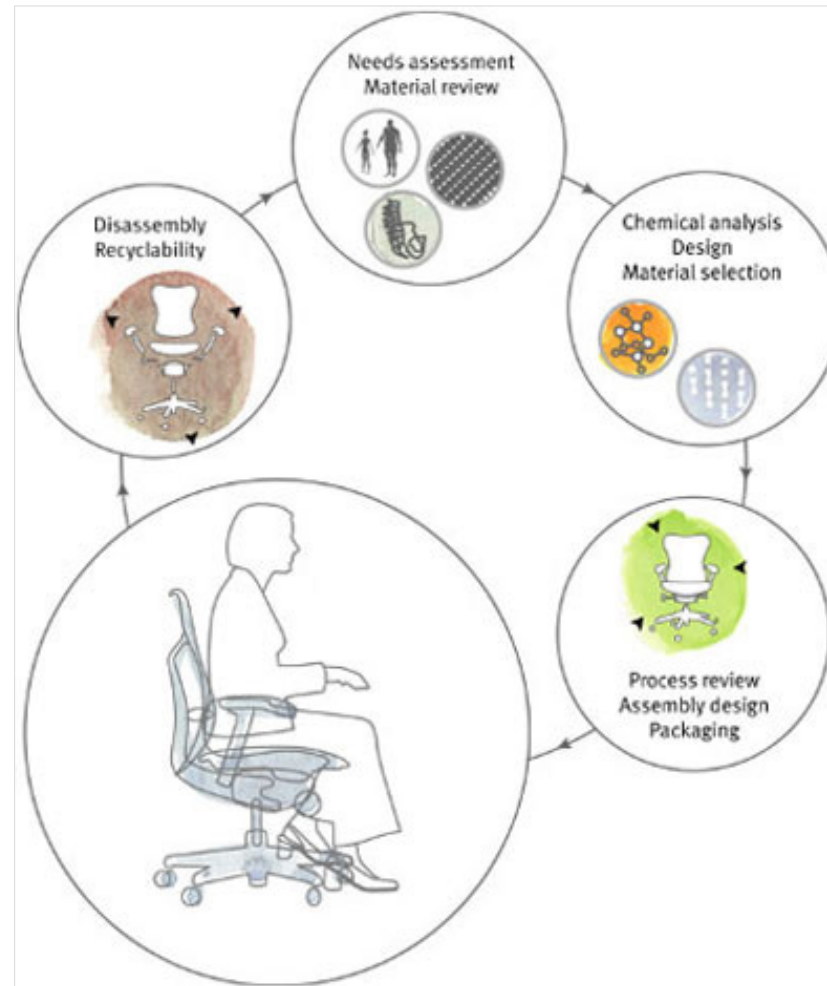 Needs assessment
Material review
Disassembly
Recyclability
Chemical analysis
Design
Material selection
Process review
Assembly design
Packaging